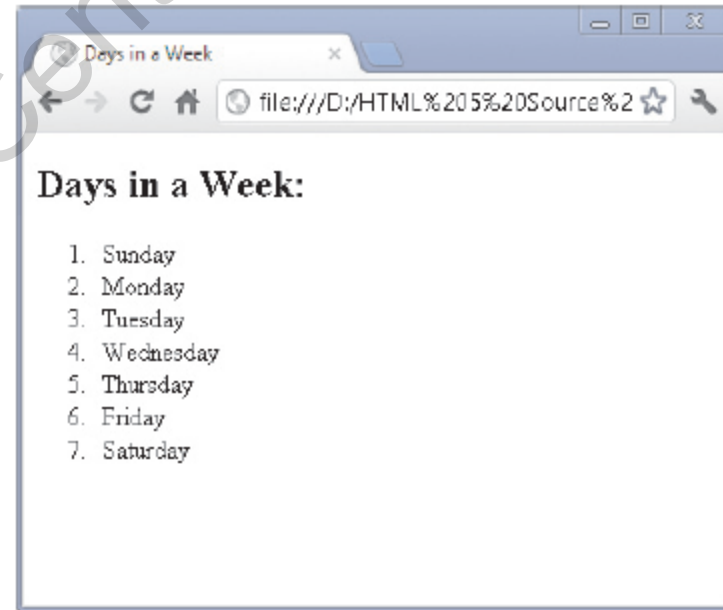 Days in a Week
file:///D:/HTML%205%20Source%2
Days in a Week:
1. Sunday
2. Monday
3. Tuesday
4. Wednesday
5. Thursday
6. Friday
7. Saturday